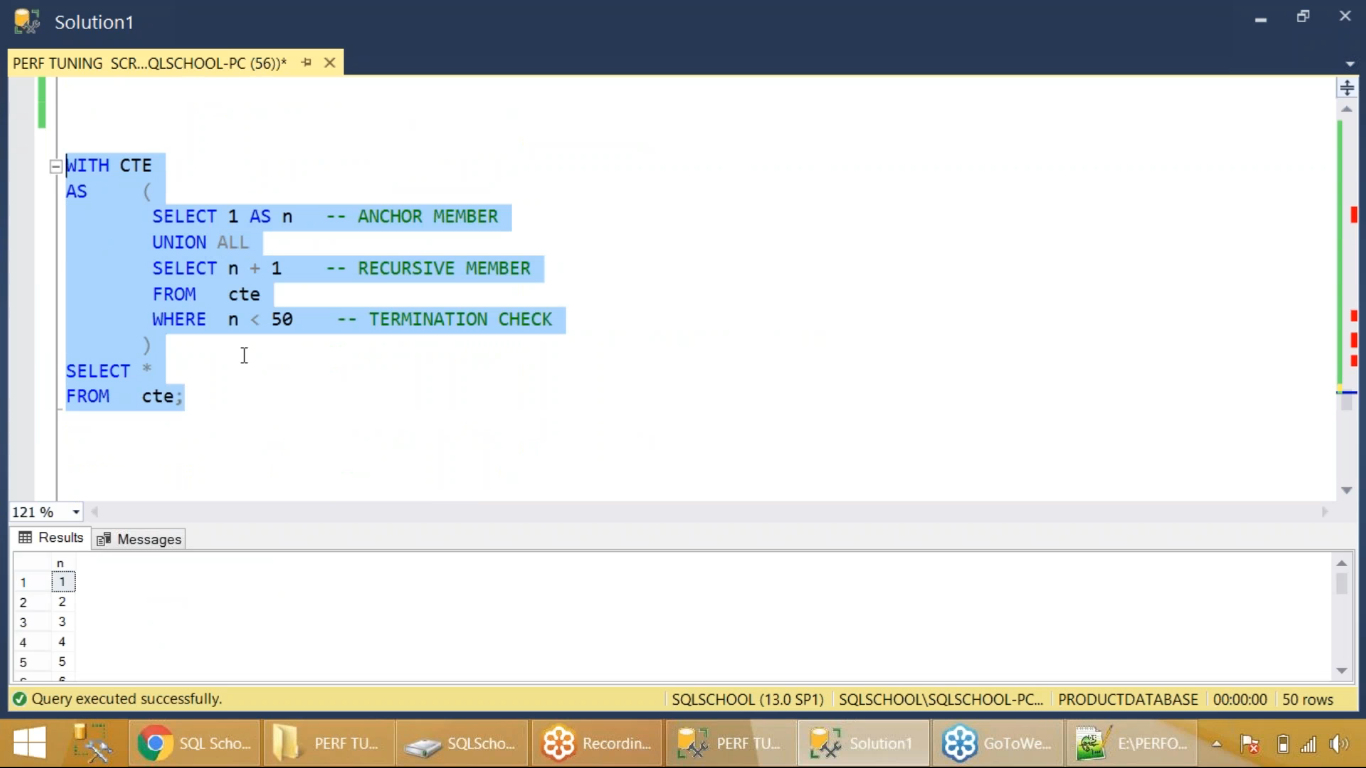 Solution1
PERF TUNING SCR...QLSCHOOL-PC (56))*
WITH CTE
AS (
SELECT 1 AS n -- ANCHOR MEMBER
UNION ALL
SELECT n + 1 -- RECURSIVE MEMBER
FROM cte
WHERE n < 50 -- TERMINATION CHECK
)
SELECT *
FROM cte;
121 %
Results Messages
n
1 1
2 2
3 3
4 4
5 5
Query executed successfully. SQLSCHOOL (13.0 SP1) SQLSCHOOL\SQLSCHOOL-PC... PRODUCTDATABASE 00:00:00 50 rows
SQL Scho... PERF TU... SQLScho... Recordin... PERF TU... Solution1 GoToWe... E:\PERFO...